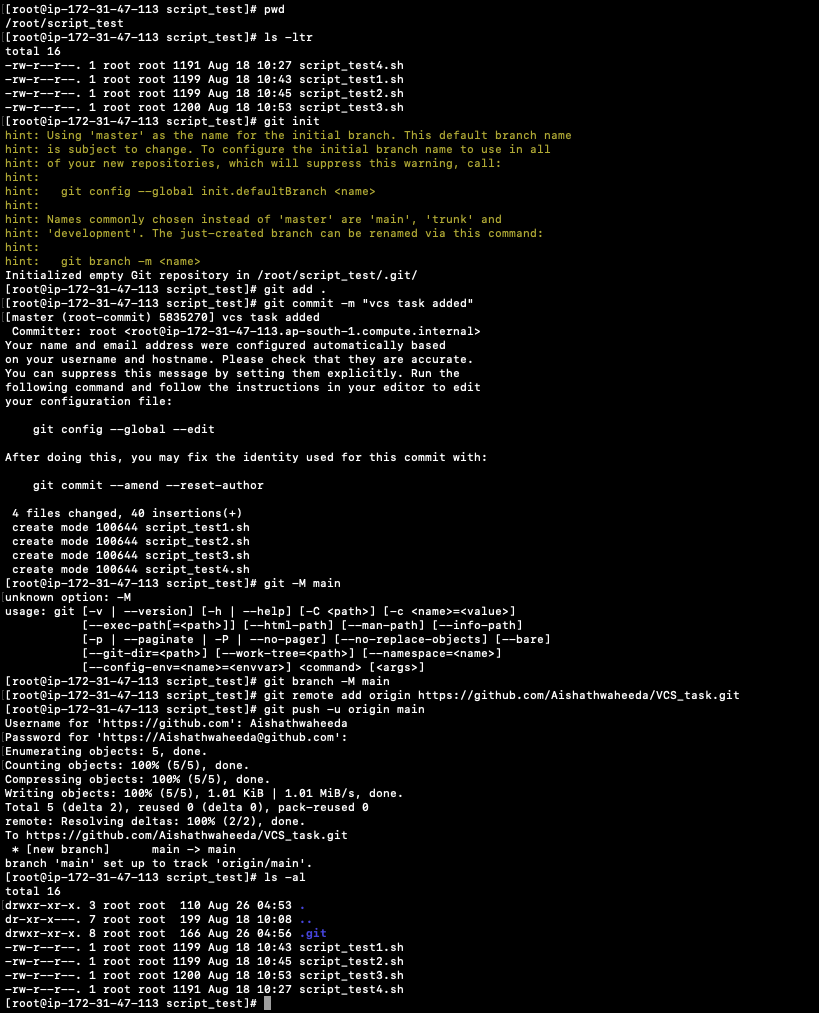 [root@ip-172-31-47-113 script_test]# pwd
/root/script_test
[root@ip-172-31-47-113 script_test]# ls -ltr
total 16
-rw-r--r--. 1 root root 1191 Aug 18 10:27 script_test4.sh
-rw-r--r--. 1 root root 1199 Aug 18 10:43 script_test1.sh
-rw-r--r--. 1 root root 1199 Aug 18 10:45 script_test2.sh
-rw-r--r--. 1 root root 1200 Aug 18 10:53 script_test3.sh
[root@ip-172-31-47-113 script_test]# git init
hint: Using 'master' as the name for the initial branch. This default branch name
hint: is subject to change. To configure the initial branch name to use in all
hint: of your new repositories, which will suppress this warning, call:
hint:
hint:   git config --global init.defaultBranch <name>
hint:
hint: Names commonly chosen instead of 'master' are 'main', 'trunk' and
hint: 'development'. The just-created branch can be renamed via this command:
hint:
hint:   git branch -m <name>
Initialized empty Git repository in /root/script_test/.git/
[root@ip-172-31-47-113 script_test]# git add .
[root@ip-172-31-47-113 script_test]# git commit -m "vcs task added"
[master (root-commit) 5835270] vcs task added
 Committer: root <root@ip-172-31-47-113.ap-south-1.compute.internal>
Your name and email address were configured automatically based
on your username and hostname. Please check that they are accurate.
You can suppress this message by setting them explicitly. Run the
following command and follow the instructions in your editor to edit
your configuration file:

    git config --global --edit

After doing this, you may fix the identity used for this commit with:

    git commit --amend --reset-author

 4 files changed, 40 insertions(+)
 create mode 100644 script_test1.sh
 create mode 100644 script_test2.sh
 create mode 100644 script_test3.sh
 create mode 100644 script_test4.sh
[root@ip-172-31-47-113 script_test]# git -M main
unknown option: -M
usage: git [-v | --version] [-h | --help] [-C <path>] [-c <name>=<value>]
           [--exec-path[=<path>]] [--html-path] [--man-path] [--info-path]
           [-p | --paginate | -P | --no-pager] [--no-replace-objects] [--bare]
           [--git-dir=<path>] [--work-tree=<path>] [--namespace=<name>]
           [--config-env=<name>=<envvar>] <command> [<args>]
[root@ip-172-31-47-113 script_test]# git branch -M main
[root@ip-172-31-47-113 script_test]# git remote add origin https://github.com/Aishathwaheeda/VCS_task.git
[root@ip-172-31-47-113 script_test]# git push -u origin main
Username for 'https://github.com': Aishathwaheeda
Password for 'https://Aishathwaheeda@github.com':
Enumerating objects: 5, done.
Counting objects: 100% (5/5), done.
Compressing objects: 100% (5/5), done.
Writing objects: 100% (5/5), 1.01 KiB | 1.01 MiB/s, done.
Total 5 (delta 2), reused 0 (delta 0), pack-reused 0
remote: Resolving deltas: 100% (2/2), done.
To https://github.com/Aishathwaheeda/VCS_task.git
 * [new branch]      main -> main
branch 'main' set up to track 'origin/main'.
[root@ip-172-31-47-113 script_test]# ls -al
total 16
drwxr-xr-x. 3 root root  110 Aug 26 04:53 .
dr-xr-x---. 7 root root  199 Aug 18 10:08 ..
drwxr-xr-x. 8 root root  166 Aug 26 04:56 .git
-rw-r--r--. 1 root root 1199 Aug 18 10:43 script_test1.sh
-rw-r--r--. 1 root root 1199 Aug 18 10:45 script_test2.sh
-rw-r--r--. 1 root root 1200 Aug 18 10:53 script_test3.sh
-rw-r--r--. 1 root root 1191 Aug 18 10:27 script_test4.sh
[root@ip-172-31-47-113 script_test]#